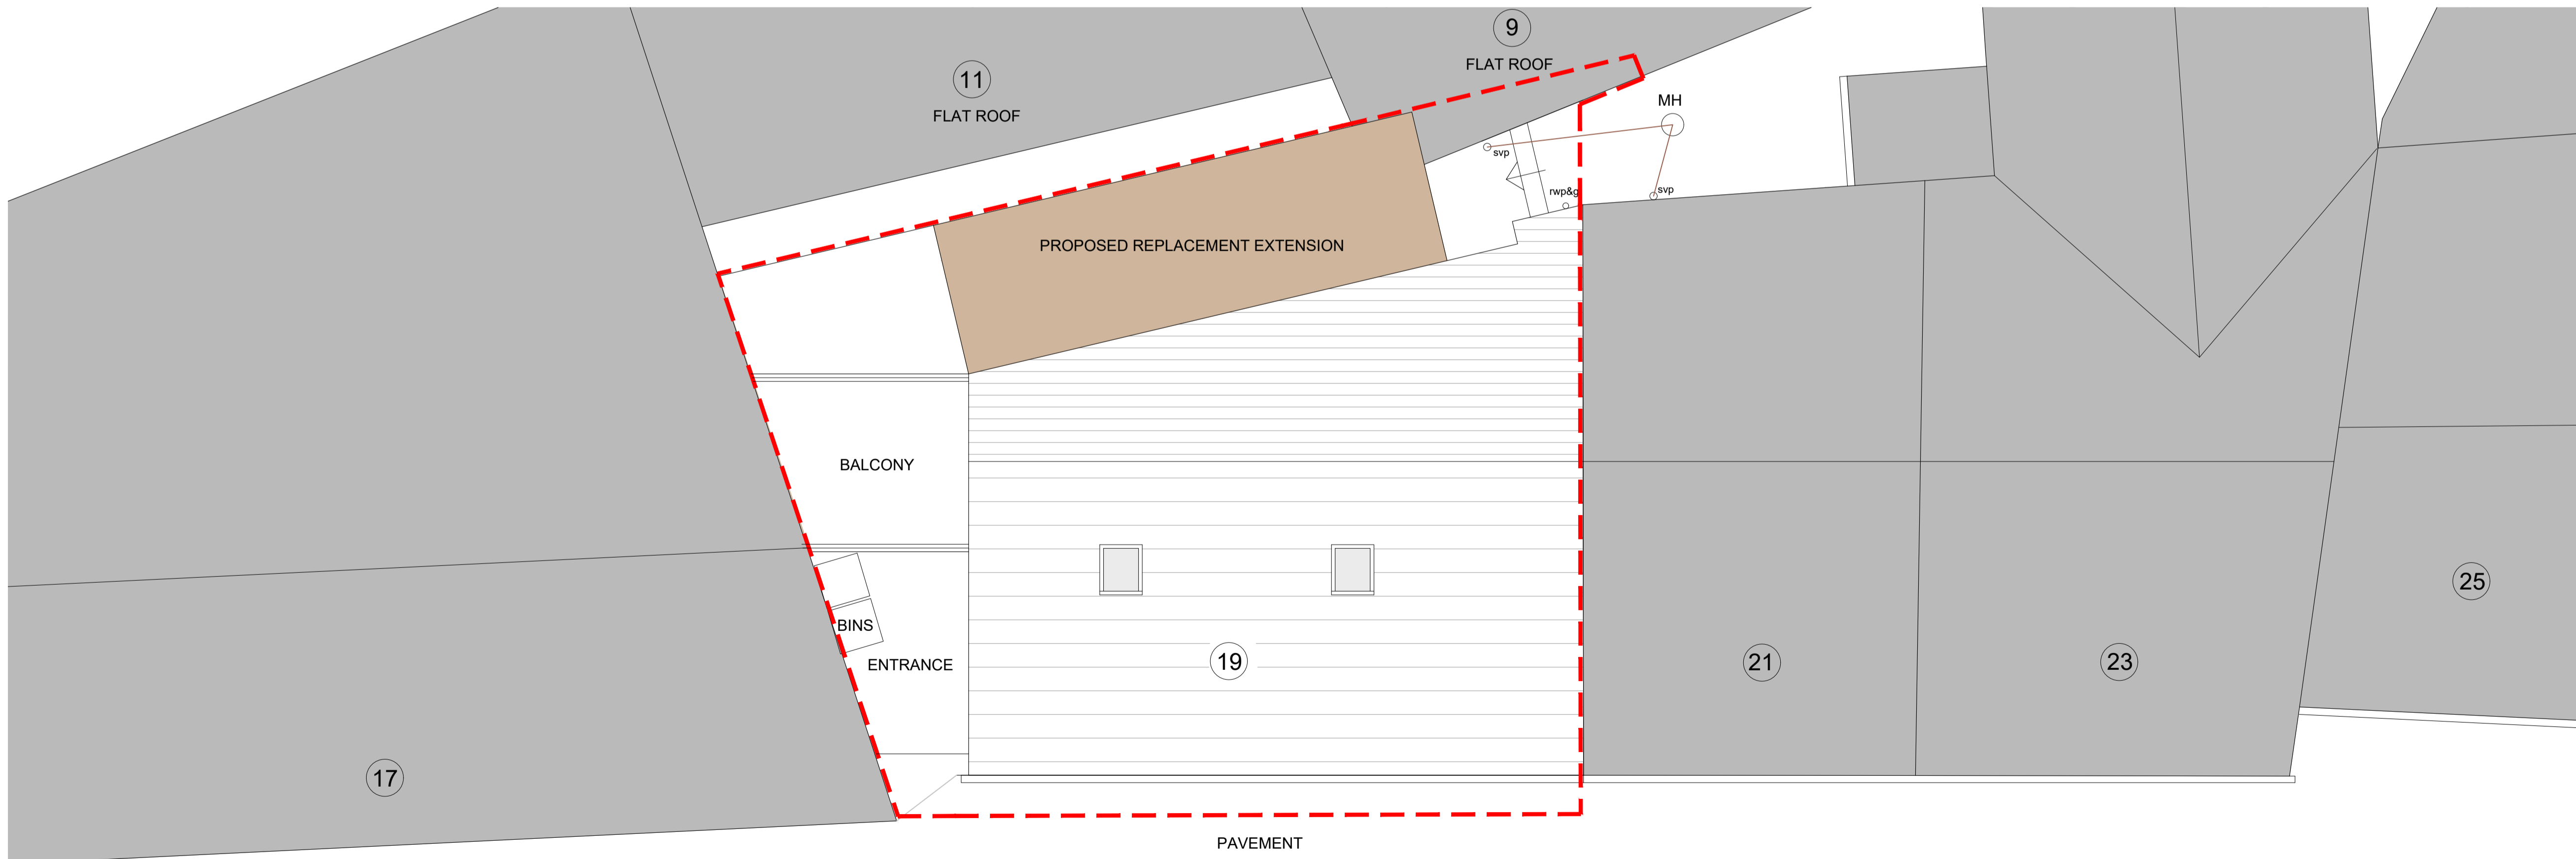 9
FLAT ROOF
11
FLAT ROOF
MH
svp
rwp&g
svp
PROPOSED REPLACEMENT EXTENSION
BALCONY
25
BINS
ENTRANCE
19
21
23
17
PAVEMENT